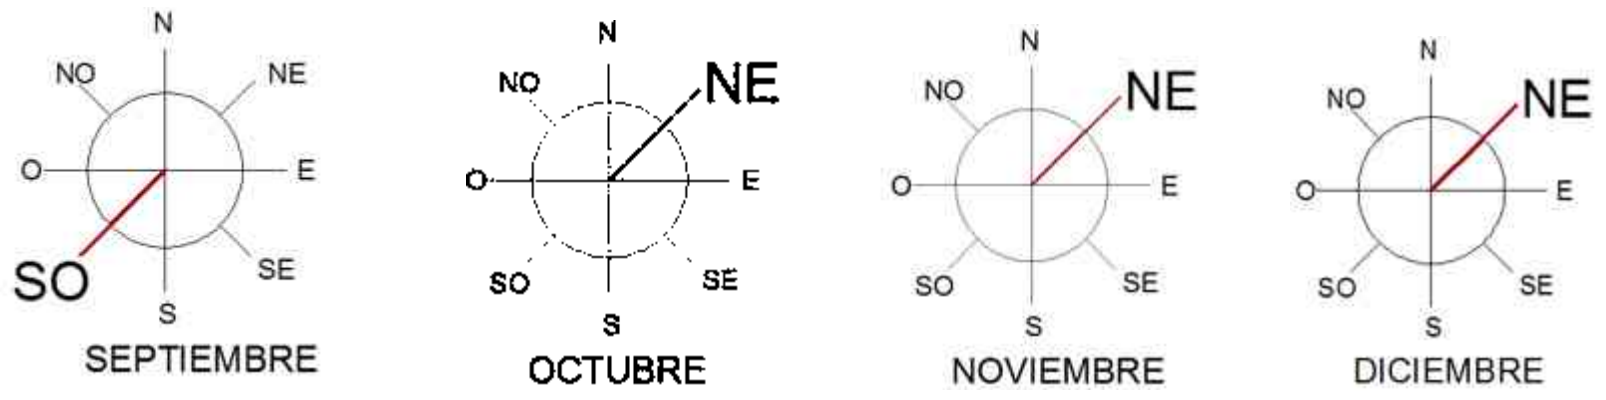 N
NO NE
O E
SO SE
S
SEPTIEMBRE
N
NO NE
O E
SO SE
S
OCTUBRE
N
NO NE
O E
SO SE
S
NOVIEMBRE
N
NO NE
O E
SO SE
S
DICIEMBRE